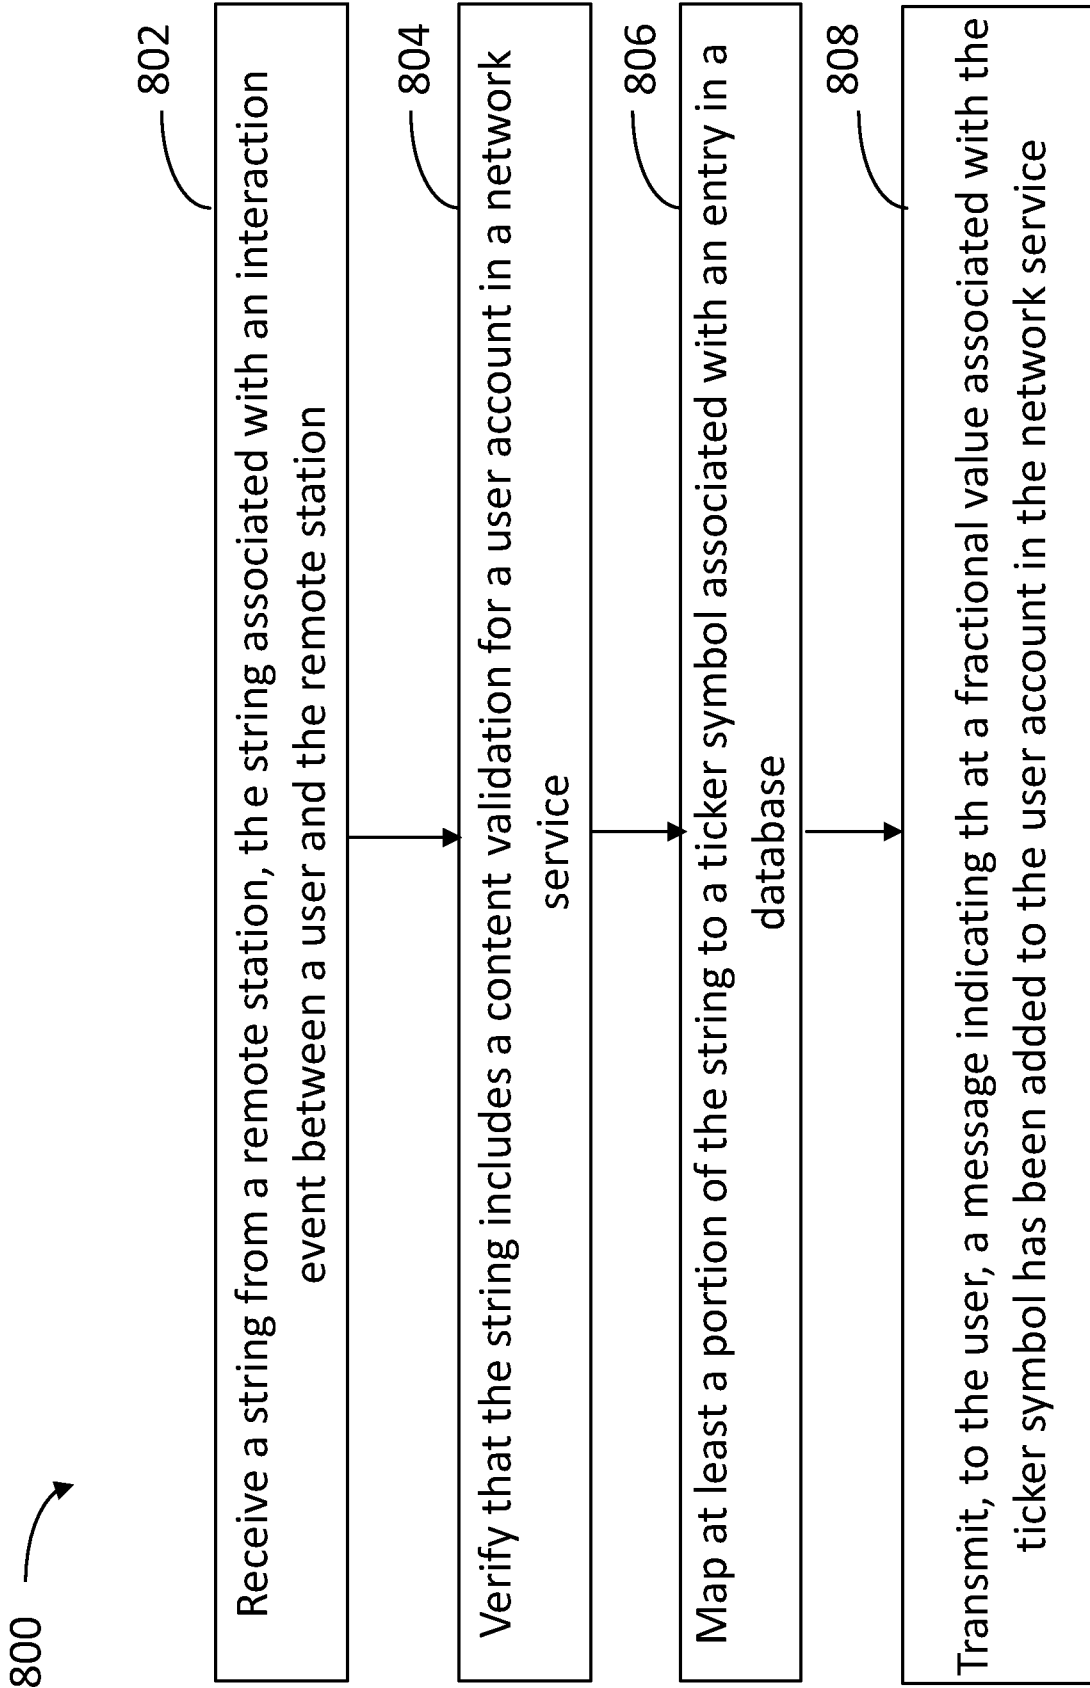 800
802
Receive a string from a remote station, the string associated with an interaction
event between a user and the remote station
804
Verify that the string includes a content validation for a user account in a network
service
806
Map at least a portion of the string to a ticker symbol associated with an entry in a
database
808
Transmit, to the user, a message indicating th at a fractional value associated with the
ticker symbol has been added to the user account in the network service